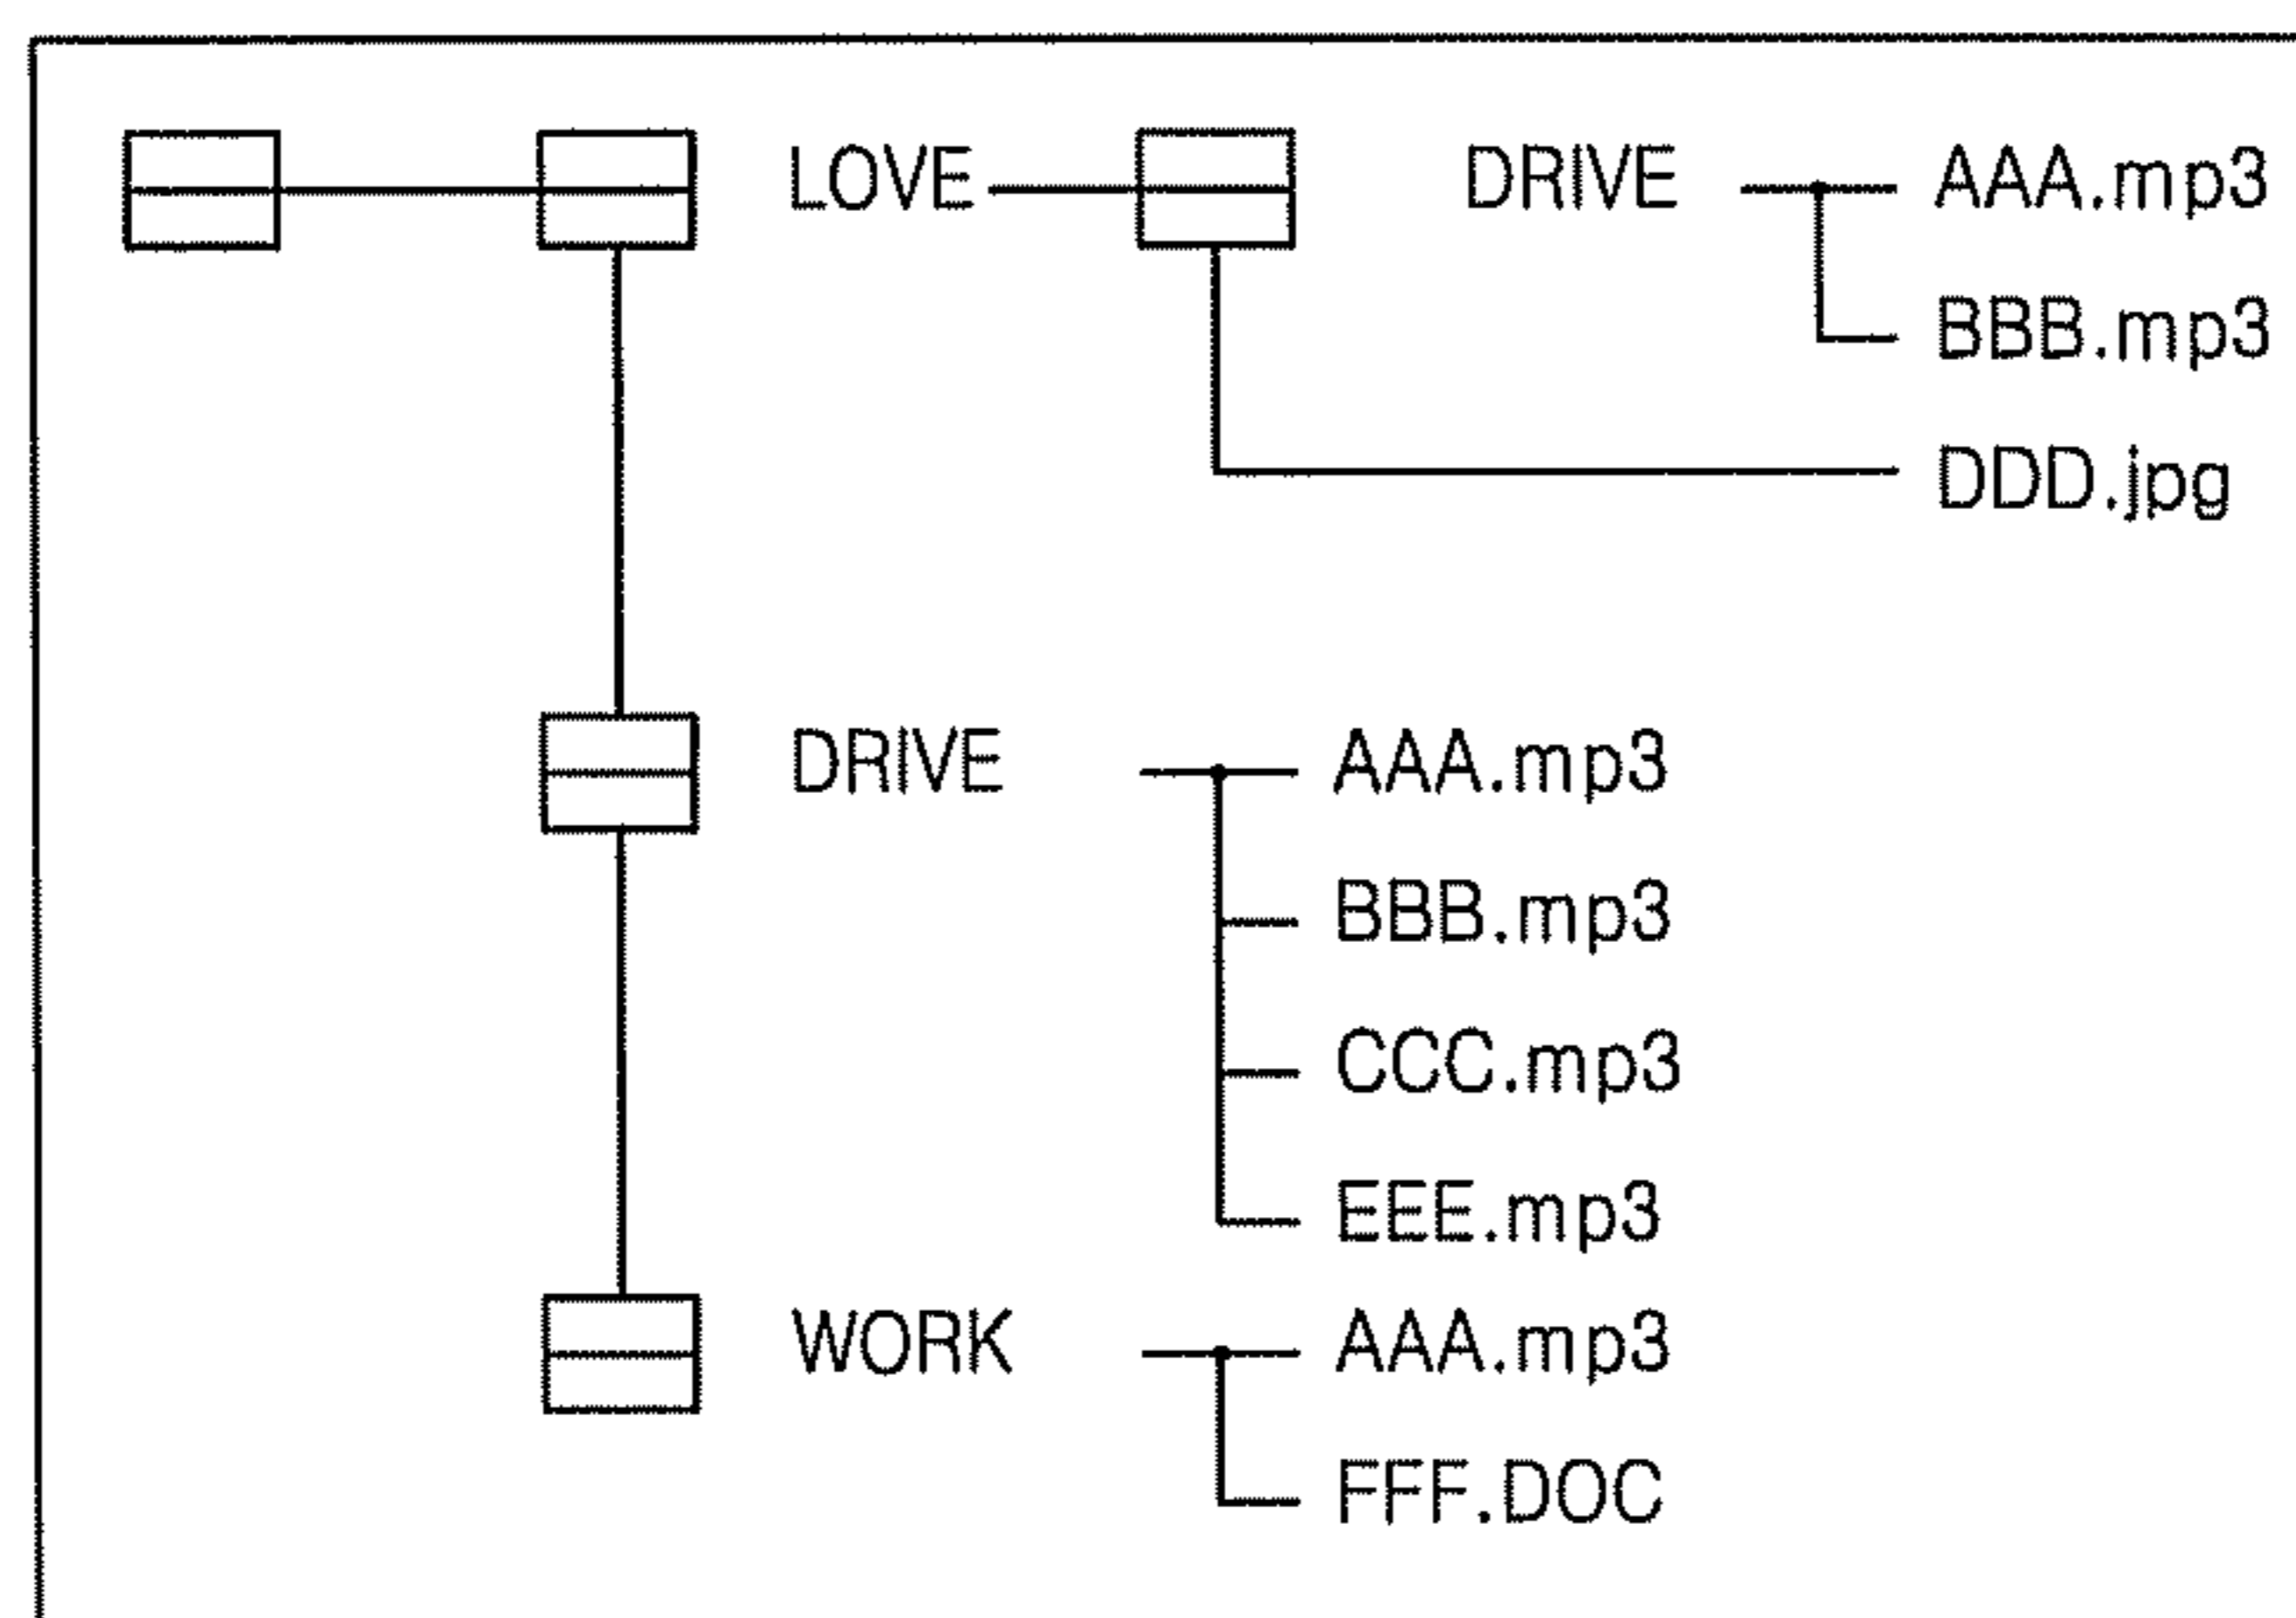 LOVE DRIVE AAA.mp3
BBB.mp3
DDD.jpg
DRIVE AAA.mp3
BBB.mp3
CCC.mp3
EEE.mp3
WORK AAA.mp3
FFF.DOC